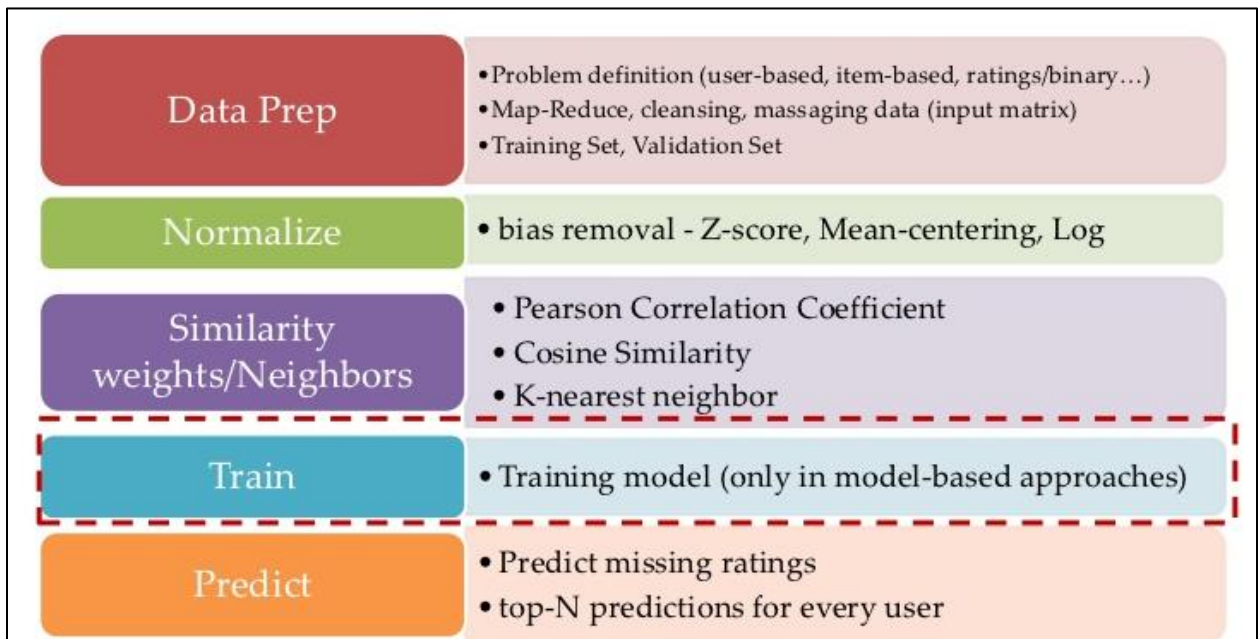 Data Prep
•Problem definition (user-based, item-based, ratings/binary…)
•Map-Reduce, cleansing, massaging data (input matrix)
•Training Set, Validation Set
Normalize
• bias removal - Z-score, Mean-centering, Log
Similarity
weights/Neighbors
• Pearson Correlation Coefficient
• Cosine Similarity
• K-nearest neighbor
Train
• Training model (only in model-based approaches)
Predict
• Predict missing ratings
• top-N predictions for every user